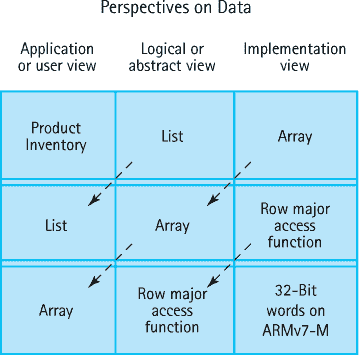 Perspectives on Data
Application
or user view
Logical or
abstract view
Implementation
view
Product
Inventory
List
Array
List
Array
Row major
access
function
Array
Row major
access
function
32-Bit
words on
ARMv7-M